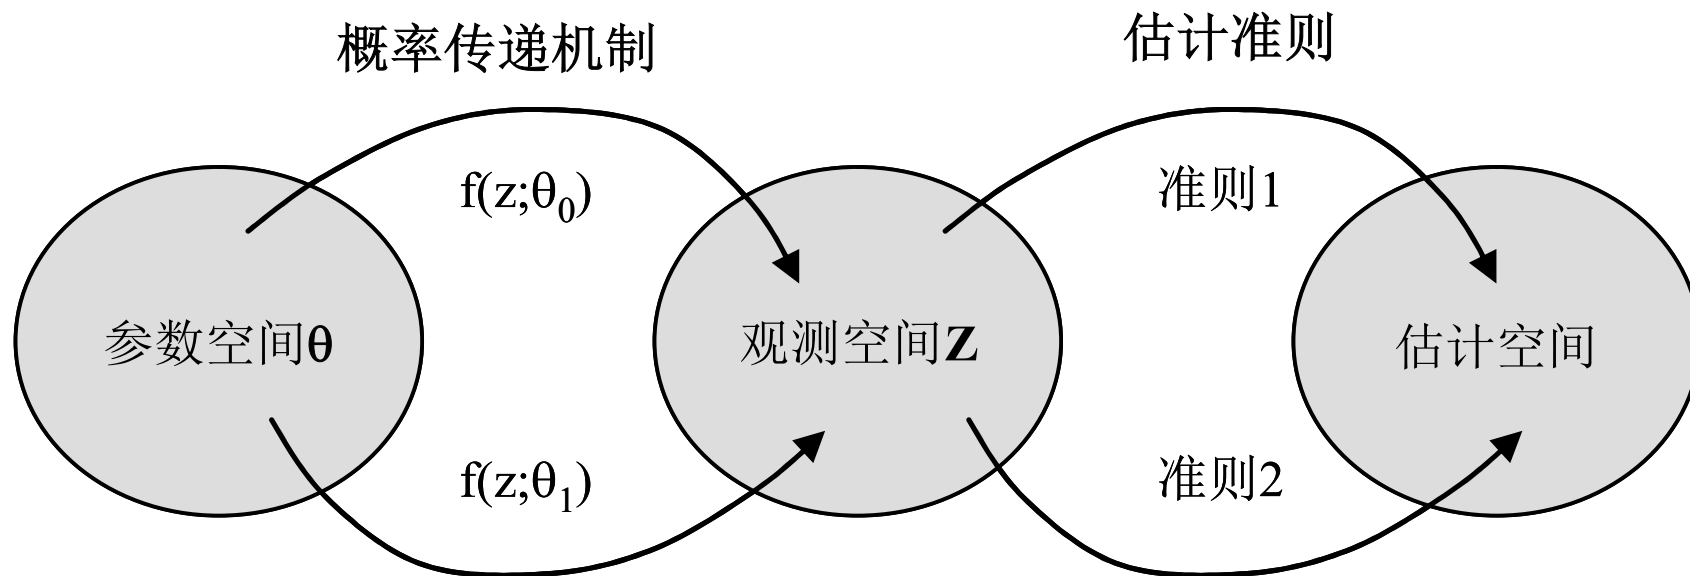 概率传递机制
估计准则
f(z;θ₀)
准则1
参数空间θ
观测空间Z
估计空间
f(z;θ₁)
准则2